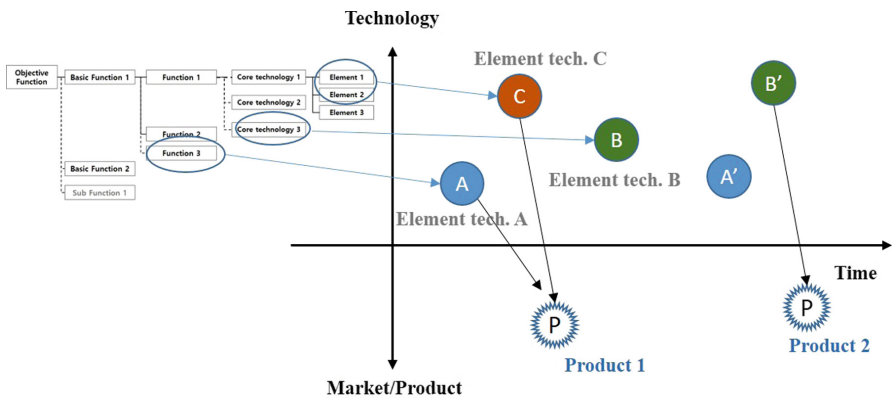 Technology
Objective
Function
Basic Function 1
Function 1
Core technology 1
Element 1
Element 2
Element 3
Core technology 2
Core technology 3
Function 2
Function 3
Basic Function 2
Sub Function 1
Element tech. C
C
B
Element tech. B
A
Element tech. A
B’
A’
Time
P
Product 1
P
Product 2
Market/Product